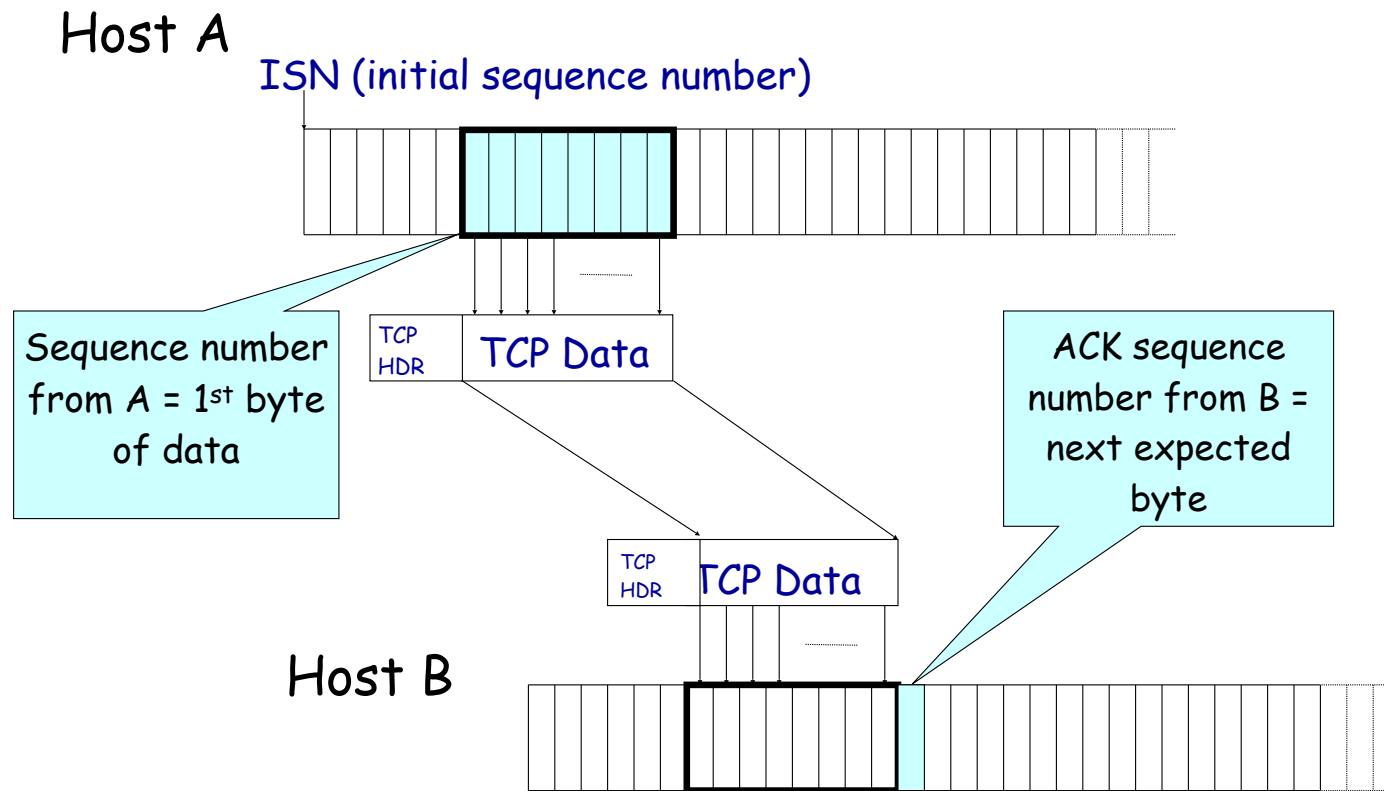 Host A
ISN (initial sequence number)
Sequence number
from A = 1st byte
of data
TCP
HDR
TCP Data
ACK sequence
number from B =
next expected
byte
TCP
HDR
TCP Data
Host B